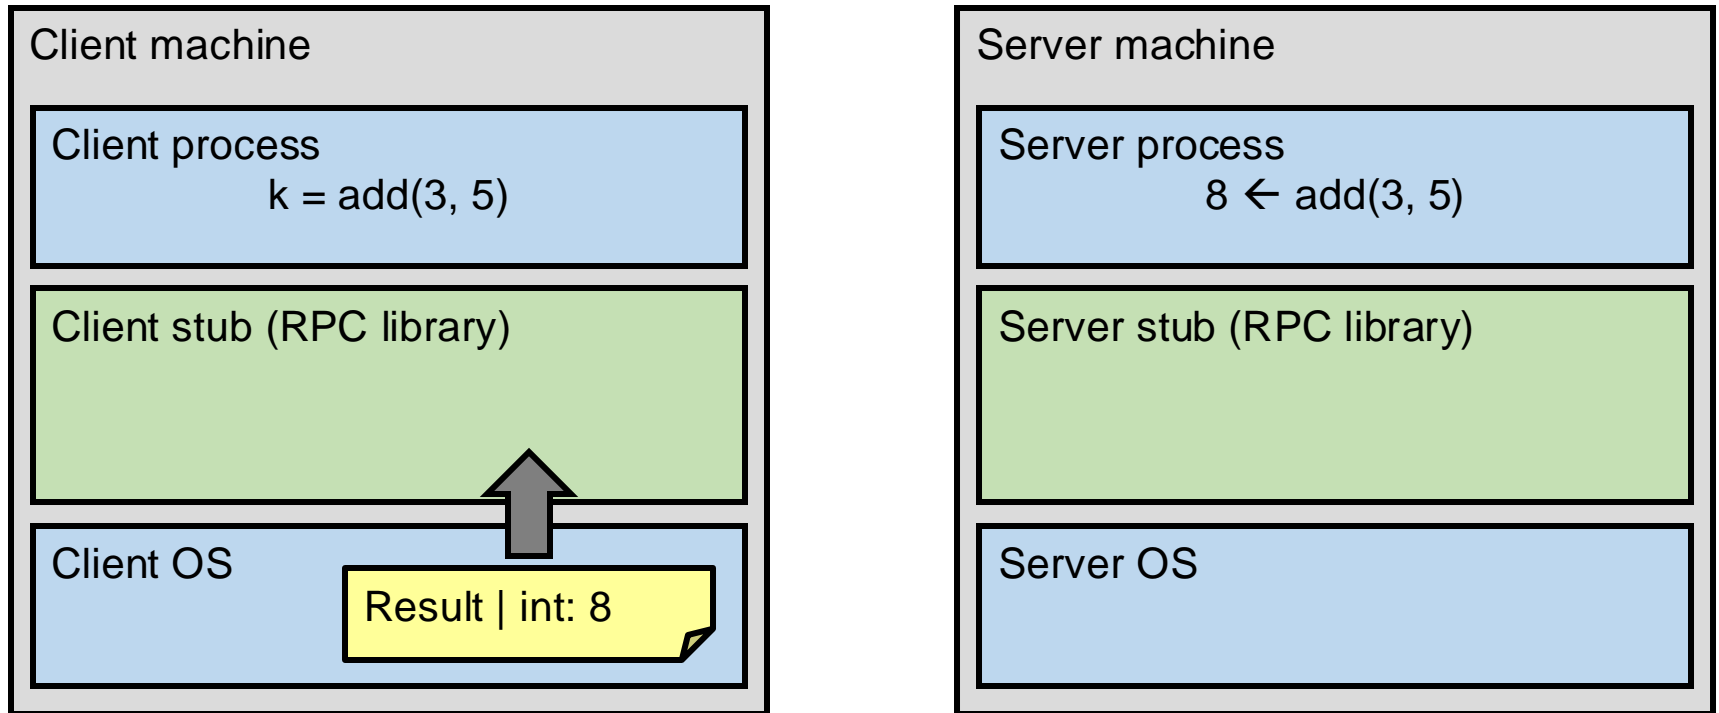 Client machine
Client process
k = add(3, 5)
Client stub (RPC library)
Client OS
Result | int: 8
Server machine
Server process
8 ← add(3, 5)
Server stub (RPC library)
Server OS